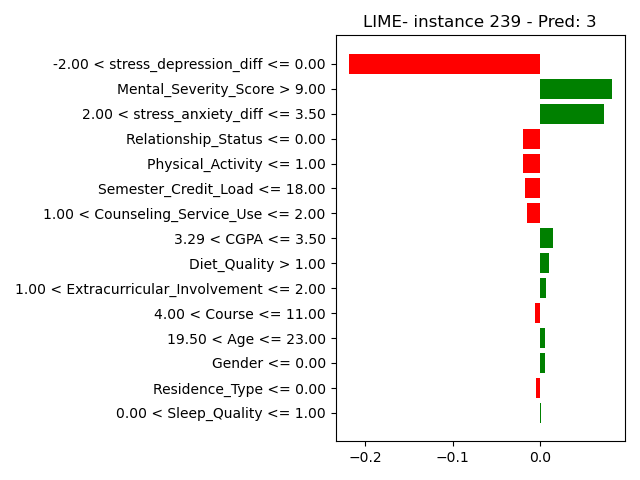 LIME- instance 239 - Pred: 3
-2.00 < stress_depression_diff <= 0.00
Mental_Severity_Score > 9.00
2.00 < stress_anxiety_diff <= 3.50
Relationship_Status <= 0.00
Physical_Activity <= 1.00
Semester_Credit_Load <= 18.00
1.00 < Counseling_Service_Use <= 2.00
3.29 < CGPA <= 3.50
Diet_Quality > 1.00
1.00 < Extracurricular_Involvement <= 2.00
4.00 < Course <= 11.00
19.50 < Age <= 23.00
Gender <= 0.00
Residence_Type <= 0.00
0.00 < Sleep_Quality <= 1.00
−0.2 −0.1 0.0